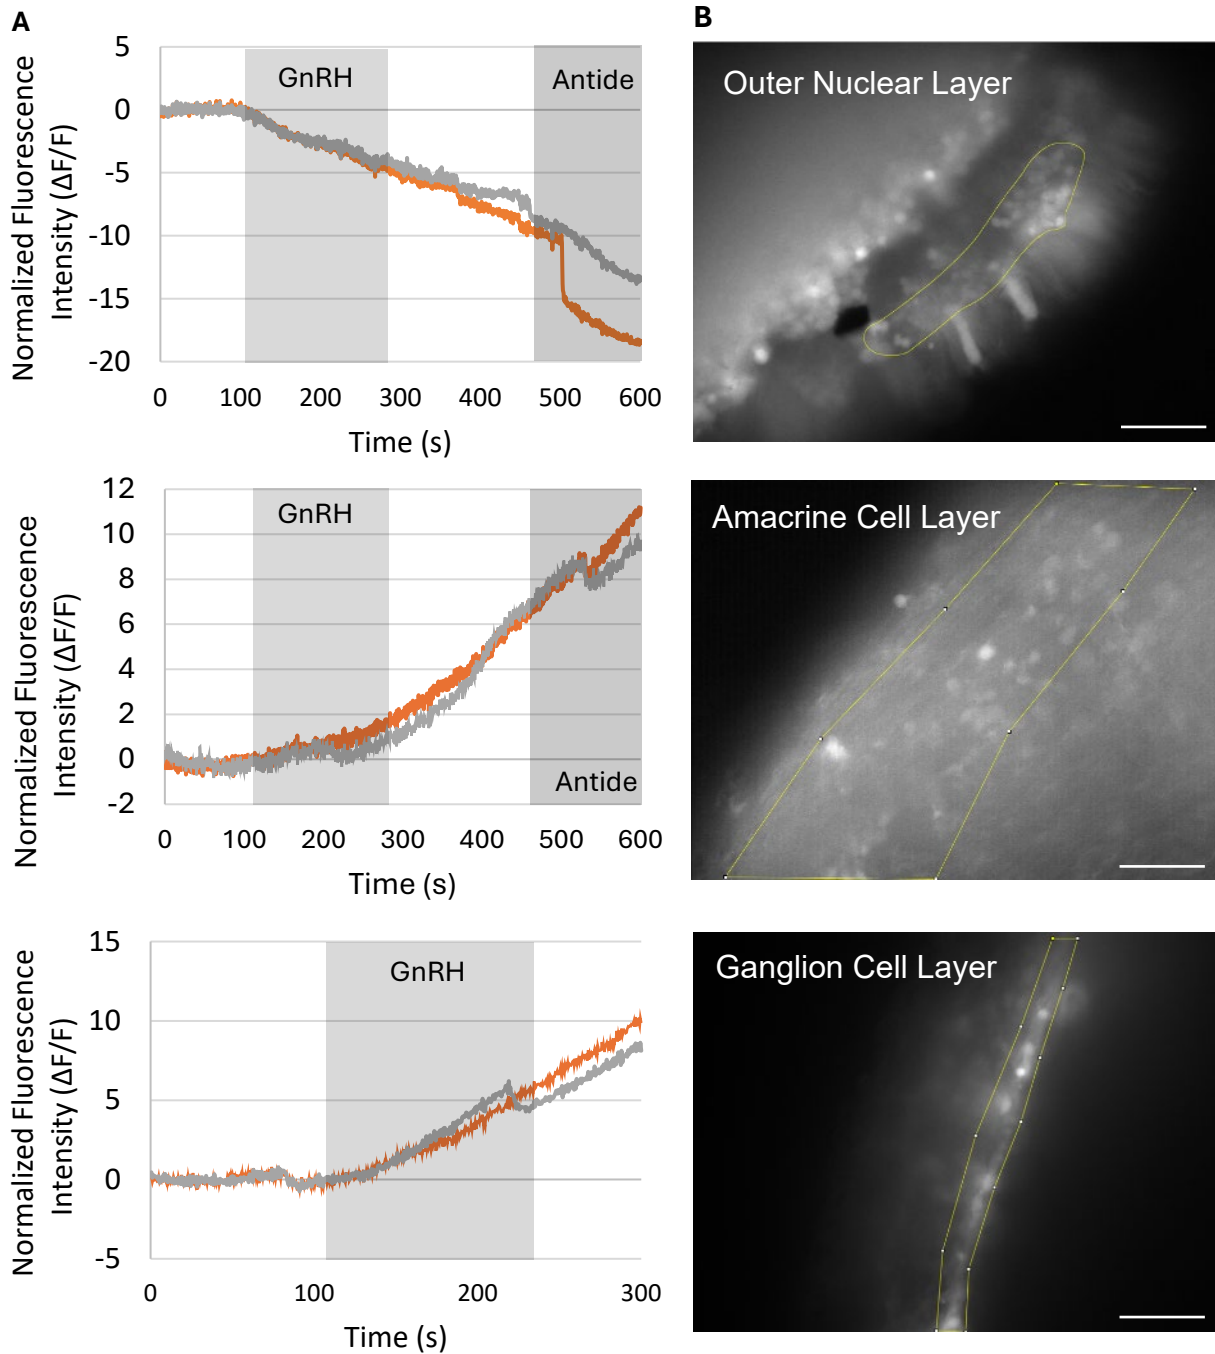 A
B
Normalized Fluorescence
Intensity (ΔF/F)
5
0
-5
-10
-15
-20
GnRH
Antide
0 100 200 300 400 500 600
Time (s)
Outer Nuclear Layer
Normalized Fluorescence
Intensity (ΔF/F)
12
10
8
6
4
2
0
-2
GnRH
Antide
0 100 200 300 400 500 600
Time (s)
Amacrine Cell Layer
Normalized Fluorescence
Intensity (ΔF/F)
15
10
5
0
-5
GnRH
0 100 200 300
Time (s)
Ganglion Cell Layer